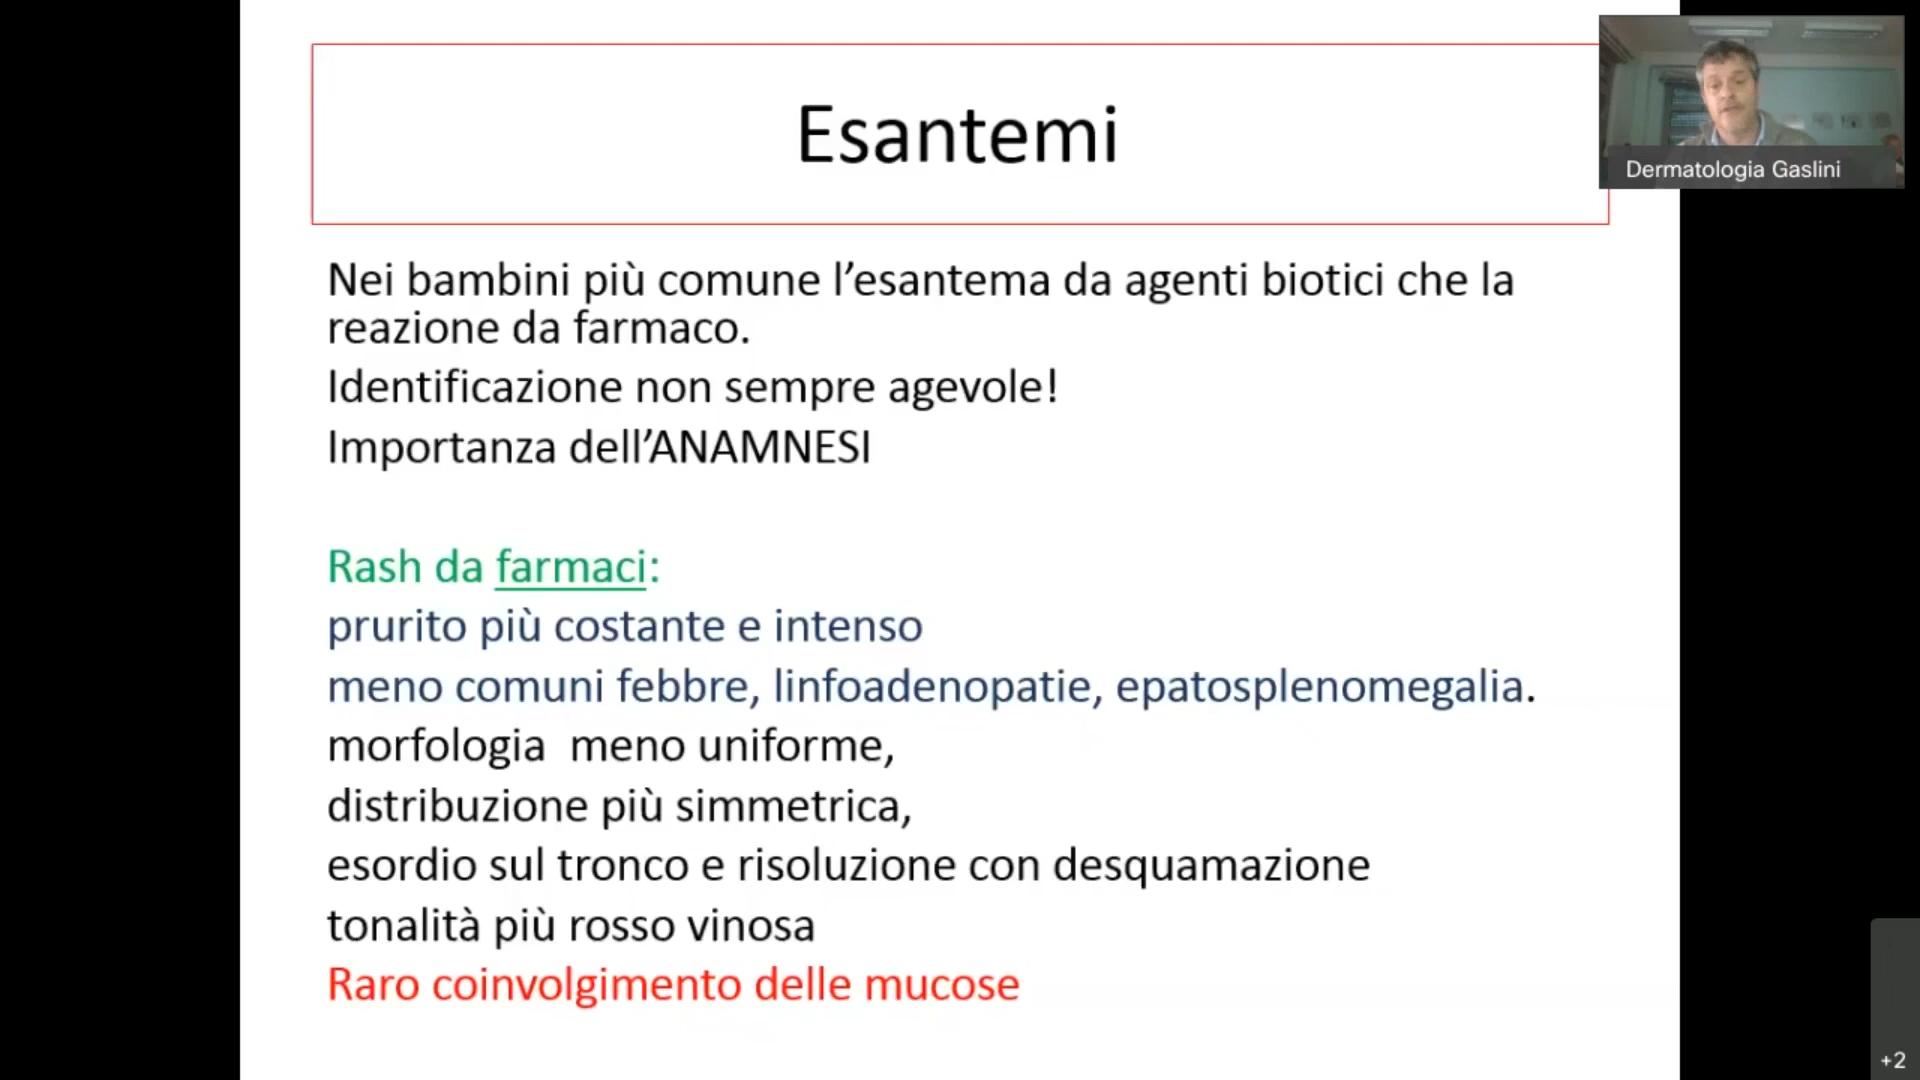 Esantemi
Dermatologia Gaslini
Nei bambini più comune l’esantema da agenti biotici che la
reazione da farmaco.
Identificazione non sempre agevole!
Importanza dell’ANAMNESI
Rash da farmaci:
prurito più costante e intenso
meno comuni febbre, linfoadenopatie, epatosplenomegalia.
morfologia  meno uniforme,
distribuzione più simmetrica,
esordio sul tronco e risoluzione con desquamazione
tonalità più rosso vinosa
Raro coinvolgimento delle mucose
+2